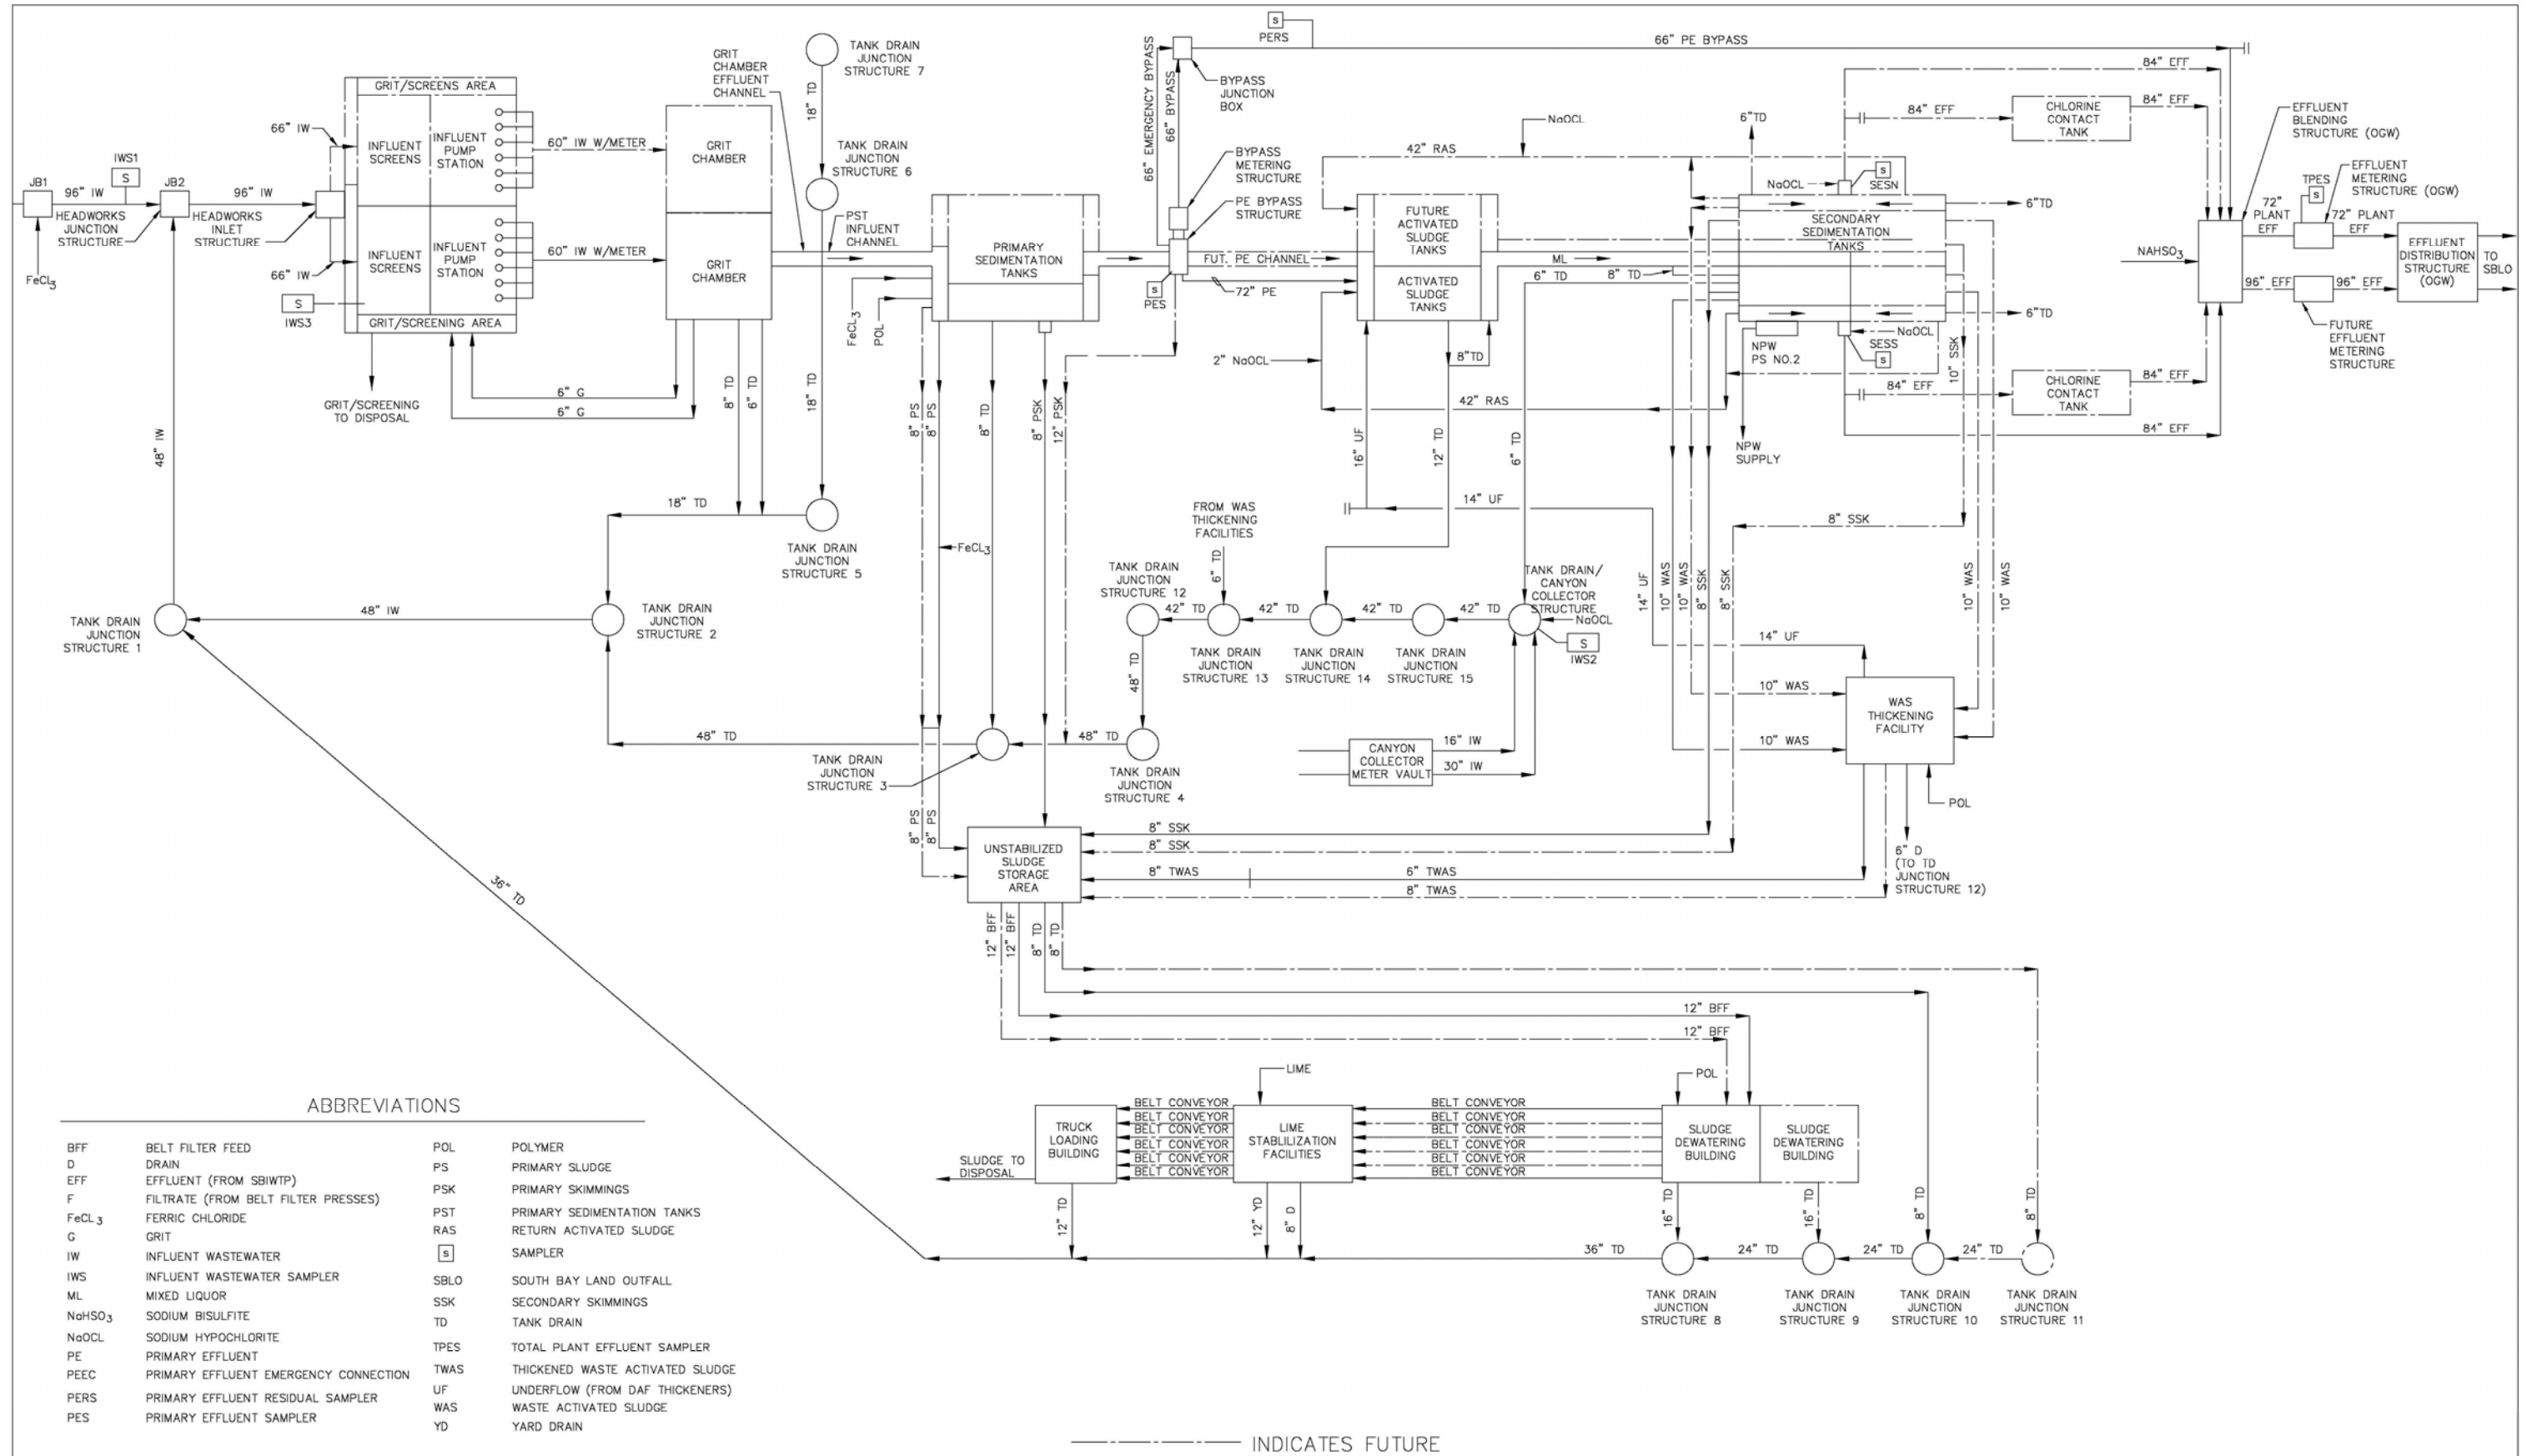 S
PERS
66" PE BYPASS
TANK DRAIN
JUNCTION
STRUCTURE 7
GRIT
CHAMBER
EFFLUENT
CHANNEL
18" TD
66" EMERGENCY BYPASS
66" BYPASS
BYPASS
JUNCTION
BOX
84" EFF
84" EFF
84" EFF
CHLORINE
CONTACT
TANK
EFFLUENT
BLENDING
STRUCTURE (OGW)
GRIT/SCREENS AREA
66" IW
INFLUENT
SCREENS
INFLUENT
PUMP
STATION
60" IW W/METER
GRIT
CHAMBER
TANK DRAIN
JUNCTION
STRUCTURE 6
BYPASS
METERING
STRUCTURE
PE BYPASS
STRUCTURE
NaOCL
42" RAS
6"TD
NaOCL
S
SESN
EFFLUENT
METERING
STRUCTURE (OGW)
TPES
S
IWS1
S
JB1
96" IW
JB2
96" IW
HEADWORKS
JUNCTION
STRUCTURE
HEADWORKS
INLET
STRUCTURE
FeCL3
66" IW
INFLUENT
SCREENS
INFLUENT
PUMP
STATION
60" IW W/METER
GRIT
CHAMBER
S
IWS3
GRIT/SCREENING AREA
GRIT/SCREENING
TO DISPOSAL
6" G
6" G
8" TD
6" TD
18" TD
PST
INFLUENT
CHANNEL
FeCL3
POL
PRIMARY
SEDIMENTATION
TANKS
S
PES
FUT. PE CHANNEL
72" PE
FUTURE
ACTIVATED
SLUDGE
TANKS
ACTIVATED
SLUDGE
TANKS
ML
6" TD
8" TD
SECONDARY
SEDIMENTATION
TANKS
6"TD
6"TD
72"
PLANT
EFF
72" PLANT
EFF
NAHSO3
96" EFF
96" EFF
EFFLUENT
DISTRIBUTION
STRUCTURE
(OGW)
TO
SBLO
FUTURE
EFFLUENT
METERING
STRUCTURE
2" NaOCL
8"TD
NPW
PS NO.2
NaOCL
SESS
S
10" SSK
84" EFF
CHLORINE
CONTACT
TANK
84" EFF
84" EFF
42" RAS
NPW
SUPPLY
48" IW
8" PS
8" PS
8" TD
8" PSK
12" PSK
16" UF
12" TD
6" TD
18" TD
TANK DRAIN
JUNCTION
STRUCTURE 5
FeCL3
FROM WAS
THICKENING
FACILITIES
6" TD
14" UF
8" SSK
TANK DRAIN
JUNCTION
STRUCTURE 12
TANK DRAIN/
CANYON
COLLECTOR
STRUCTURE
NaOCL
S
IWS2
14" UF
10" WAS
10" WAS
8" SSK
8" SSK
10" WAS
10" WAS
TANK DRAIN
JUNCTION
STRUCTURE 1
48" IW
TANK DRAIN
JUNCTION
STRUCTURE 2
42" TD
42" TD
42" TD
42" TD
TANK DRAIN
JUNCTION
STRUCTURE 13
TANK DRAIN
JUNCTION
STRUCTURE 14
TANK DRAIN
JUNCTION
STRUCTURE 15
48" TD
14" UF
10" WAS
10" WAS
WAS
THICKENING
FACILITY
POL
6" D
(TO TD
JUNCTION
STRUCTURE 12)
48" TD
48" TD
TANK DRAIN
JUNCTION
STRUCTURE 3
TANK DRAIN
JUNCTION
STRUCTURE 4
CANYON
COLLECTOR
METER VAULT
16" IW
30" IW
8" PS
8" PS
UNSTABILIZED
SLUDGE
STORAGE
AREA
8" SSK
8" SSK
8" TWAS
6" TWAS
8" TWAS
36" TD
12" BFF
12" BFF
8" TD
8" TD
12" BFF
12" BFF
LIME
POL
TRUCK
LOADING
BUILDING
BELT CONVEYOR
BELT CONVEYOR
BELT CONVEYOR
BELT CONVEYOR
BELT CONVEYOR
BELT CONVEYOR
LIME
STABLILIZATION
FACILITIES
BELT CONVEYOR
BELT CONVEYOR
BELT CONVEYOR
BELT CONVEYOR
BELT CONVEYOR
BELT CONVEYOR
SLUDGE
DEWATERING
BUILDING
SLUDGE
DEWATERING
BUILDING
SLUDGE TO
DISPOSAL
12" TD
12" YD
8" D
16" TD
16" TD
8" TD
8" TD
36" TD
24" TD
24" TD
24" TD
TANK DRAIN
JUNCTION
STRUCTURE 8
TANK DRAIN
JUNCTION
STRUCTURE 9
TANK DRAIN
JUNCTION
STRUCTURE 10
TANK DRAIN
JUNCTION
STRUCTURE 11
ABBREVIATIONS
BFF BELT FILTER FEED
D DRAIN
EFF EFFLUENT (FROM SBIWTP)
F FILTRATE (FROM BELT FILTER PRESSES)
FeCL3 FERRIC CHLORIDE
G GRIT
IW INFLUENT WASTEWATER
IWS INFLUENT WASTEWATER SAMPLER
ML MIXED LIQUOR
NaHSO3 SODIUM BISULFITE
NaOCL SODIUM HYPOCHLORITE
PE PRIMARY EFFLUENT
PEEC PRIMARY EFFLUENT EMERGENCY CONNECTION
PERS PRIMARY EFFLUENT RESIDUAL SAMPLER
PES PRIMARY EFFLUENT SAMPLER
POL POLYMER
PS PRIMARY SLUDGE
PSK PRIMARY SKIMMINGS
PST PRIMARY SEDIMENTATION TANKS
RAS RETURN ACTIVATED SLUDGE
S SAMPLER
SBLO SOUTH BAY LAND OUTFALL
SSK SECONDARY SKIMMINGS
TD TANK DRAIN
TPES TOTAL PLANT EFFLUENT SAMPLER
TWAS THICKENED WASTE ACTIVATED SLUDGE
UF UNDERFLOW (FROM DAF THICKENERS)
WAS WASTE ACTIVATED SLUDGE
YD YARD DRAIN
INDICATES FUTURE